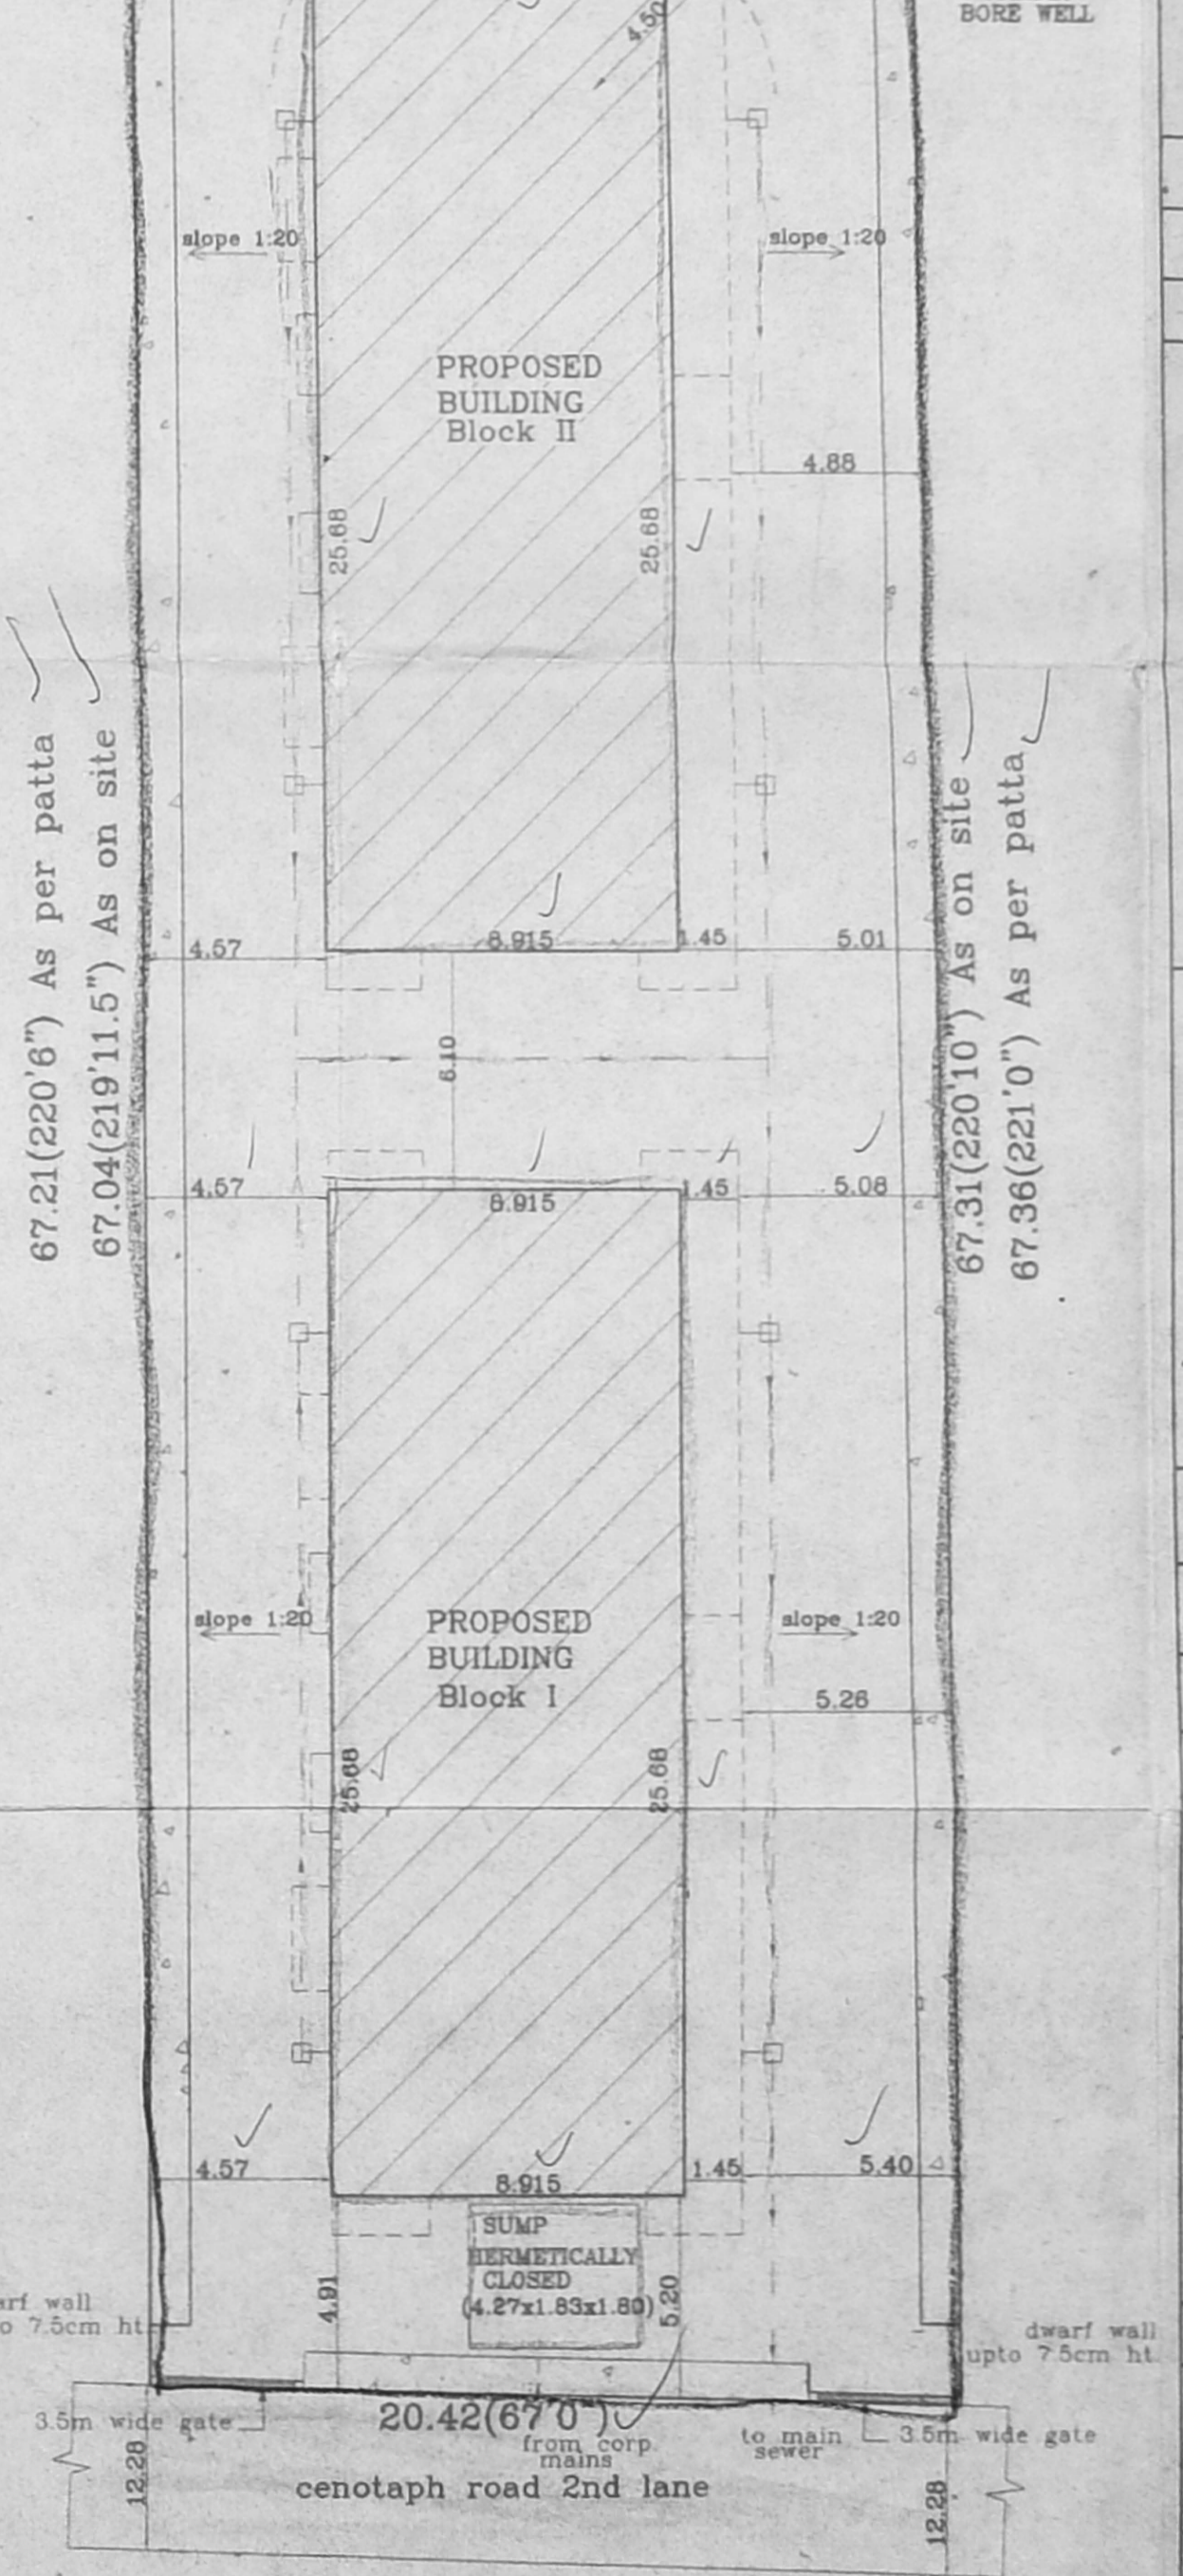 BORE WELL
4.50
slope 1:20
slope 1:20
PROPOSED
BUILDING
Block II
4.88
25.68
25.68
67.21(220'6") As per patta
67.04(219'11.5") As on site
67.31(220'10") As on site
67.36(221'0") As per patta
4.57
8.915
1.45
5.01
6.10
4.57
8.915
1.45
5.08
slope 1:20
slope 1:20
PROPOSED
BUILDING
Block I
5.26
25.68
25.68
4.57
8.915
1.45
5.40
SUMP
HERMETICALLY
CLOSED
(4.27x1.83x1.80)
4.91
5.20
wall
7.5cm ht
dwarf wall
upto 7.5cm ht
3.5m wide gate
20.42(67'0")
from corp
mains
to main
sewer
3.5m wide gate
12.28
cenotaph road 2nd lane
12.28